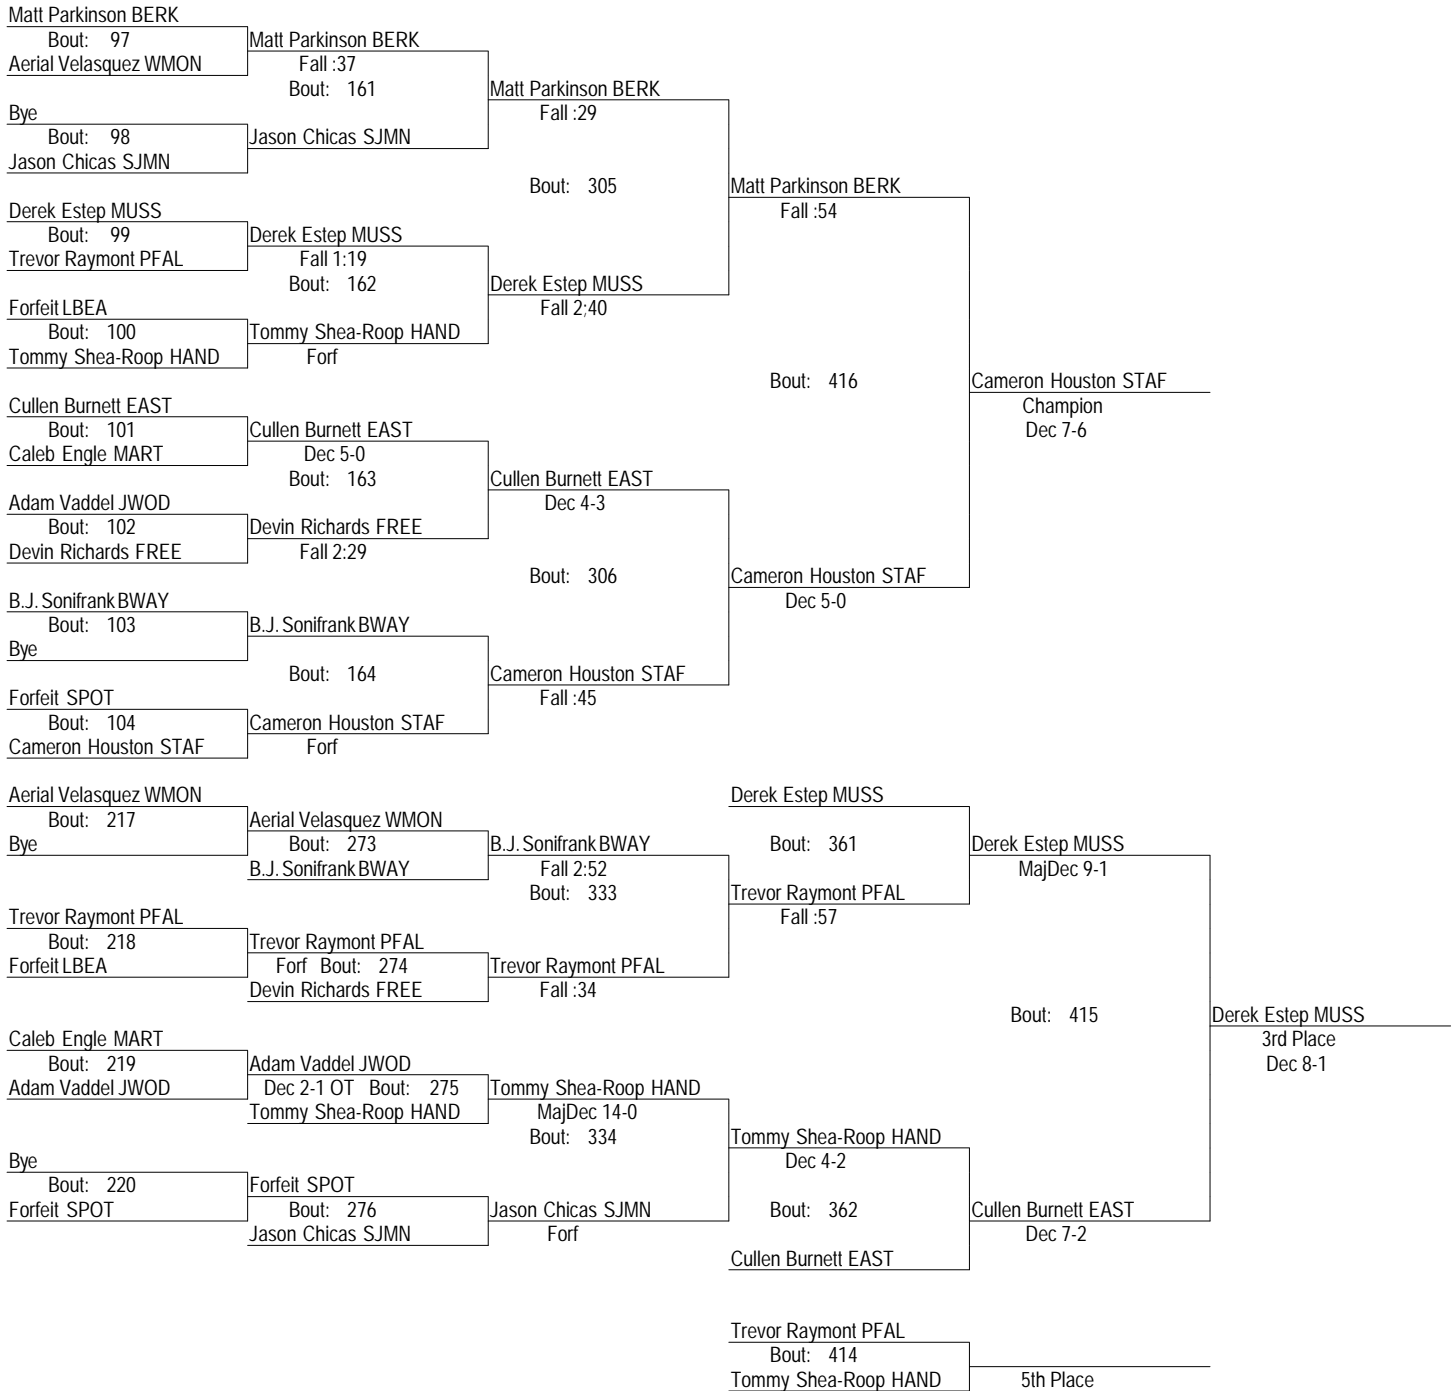 Matt Parkinson BERK
Bout: 97
Matt Parkinson BERK
Aerial Velasquez WMON
Fall :37
Bout: 161
Matt Parkinson BERK
Bye
Fall :29
Bout: 98
Jason Chicas SJMN
Jason Chicas SJMN
Bout: 305
Matt Parkinson BERK
Derek Estep MUSS
Fall :54
Bout: 99
Derek Estep MUSS
Trevor Raymont PFAL
Fall 1:19
Bout: 162
Derek Estep MUSS
Forfeit LBEA
Fall 2;40
Bout: 100
Tommy Shea-Roop HAND
Tommy Shea-Roop HAND
Forf
Bout: 416
Cameron Houston STAF
Cullen Burnett EAST
Champion
Bout: 101
Cullen Burnett EAST
Dec 7-6
Caleb Engle MART
Dec 5-0
Bout: 163
Cullen Burnett EAST
Adam Vaddel JWOD
Dec 4-3
Bout: 102
Devin Richards FREE
Devin Richards FREE
Fall 2:29
Bout: 306
Cameron Houston STAF
B.J. Sonifrank BWAY
Dec 5-0
Bout: 103
B.J. Sonifrank BWAY
Bye
Bout: 164
Cameron Houston STAF
Forfeit SPOT
Fall :45
Bout: 104
Cameron Houston STAF
Cameron Houston STAF
Forf
Aerial Velasquez WMON
Derek Estep MUSS
Bout: 217
Aerial Velasquez WMON
Bye
Bout: 273
B.J. Sonifrank BWAY
Bout: 361
Derek Estep MUSS
B.J. Sonifrank BWAY
Fall 2:52
MajDec 9-1
Bout: 333
Trevor Raymont PFAL
Trevor Raymont PFAL
Fall :57
Bout: 218
Trevor Raymont PFAL
Forfeit LBEA
Forf Bout: 274
Trevor Raymont PFAL
Devin Richards FREE
Fall :34
Bout: 415
Derek Estep MUSS
Caleb Engle MART
3rd Place
Bout: 219
Adam Vaddel JWOD
Dec 8-1
Adam Vaddel JWOD
Dec 2-1 OT Bout: 275
Tommy Shea-Roop HAND
Tommy Shea-Roop HAND
MajDec 14-0
Bout: 334
Tommy Shea-Roop HAND
Bye
Dec 4-2
Bout: 220
Forfeit SPOT
Forfeit SPOT
Bout: 276
Jason Chicas SJMN
Bout: 362
Cullen Burnett EAST
Jason Chicas SJMN
Forf
Dec 7-2
Cullen Burnett EAST
Trevor Raymont PFAL
Bout: 414
Tommy Shea-Roop HAND
5th Place